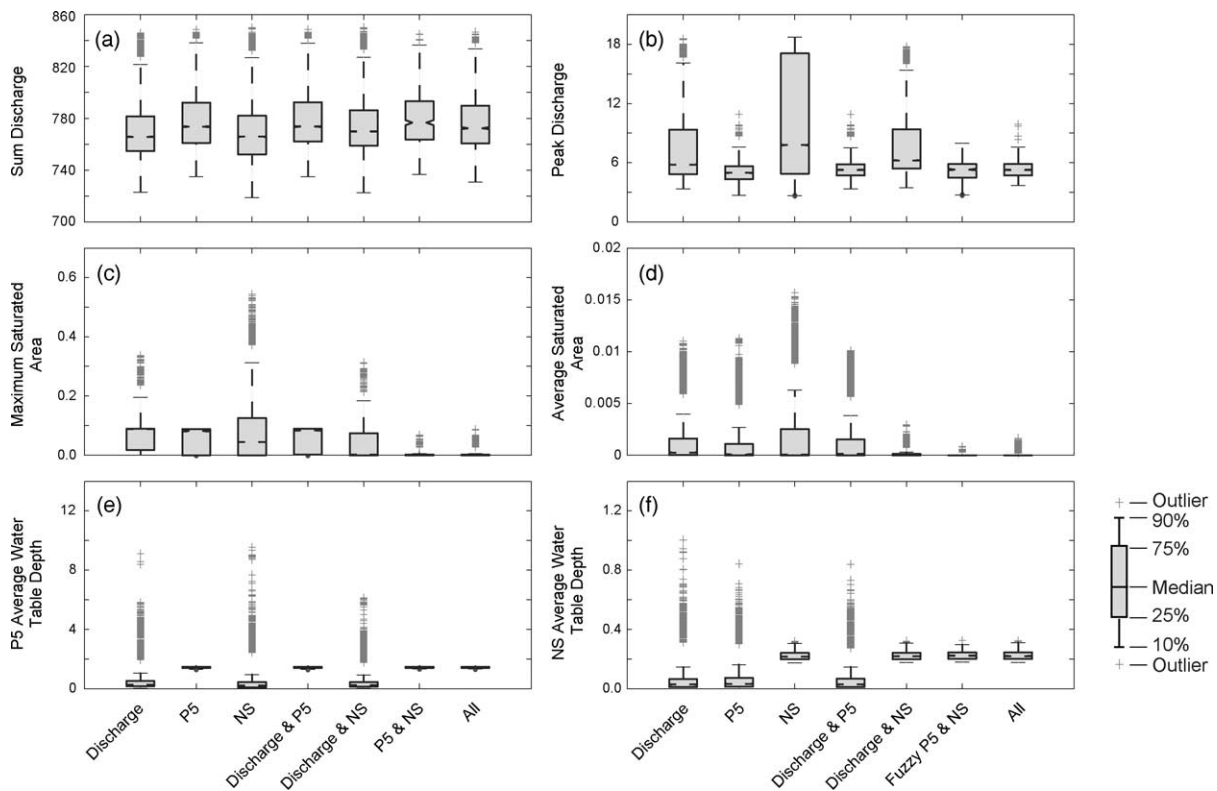 (a)
Sum Discharge
860
820
780
740
700
(b)
Peak Discharge
18
12
6
0
(c)
Maximum Saturated
Area
0.6
0.4
0.2
0.0
(d)
Average Saturated
Area
0.02
0.015
0.01
0.005
0
(e)
P5 Average Water
Table Depth
12
8
4
0
Discharge
P5
NS
Discharge & P5
Discharge & NS
P5 & NS
All
(f)
NS Average Water
Table Depth
1.2
0.8
0.4
0.0
Discharge
P5
NS
Discharge & P5
Discharge & NS
Fuzzy P5 & NS
All
Outlier
90%
75%
Median
25%
10%
Outlier